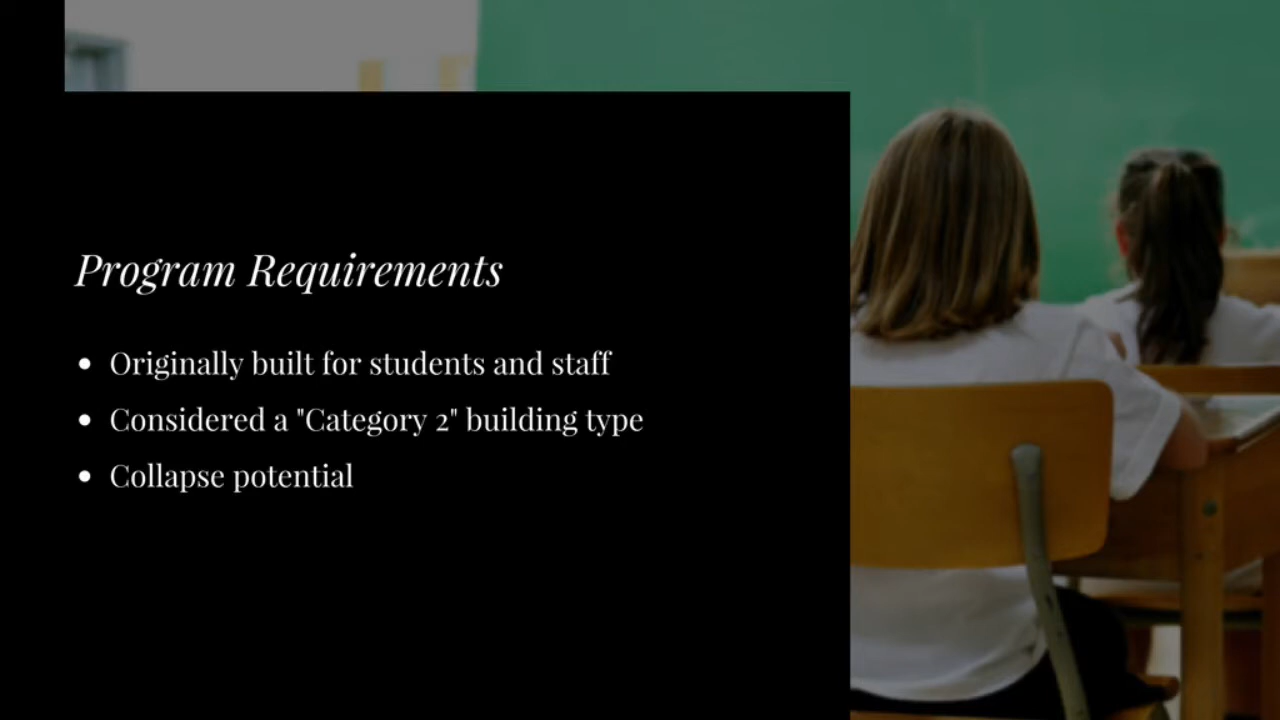 Program Requirements
• Originally built for students and staff
• Considered a "Category 2" building type
• Collapse potential